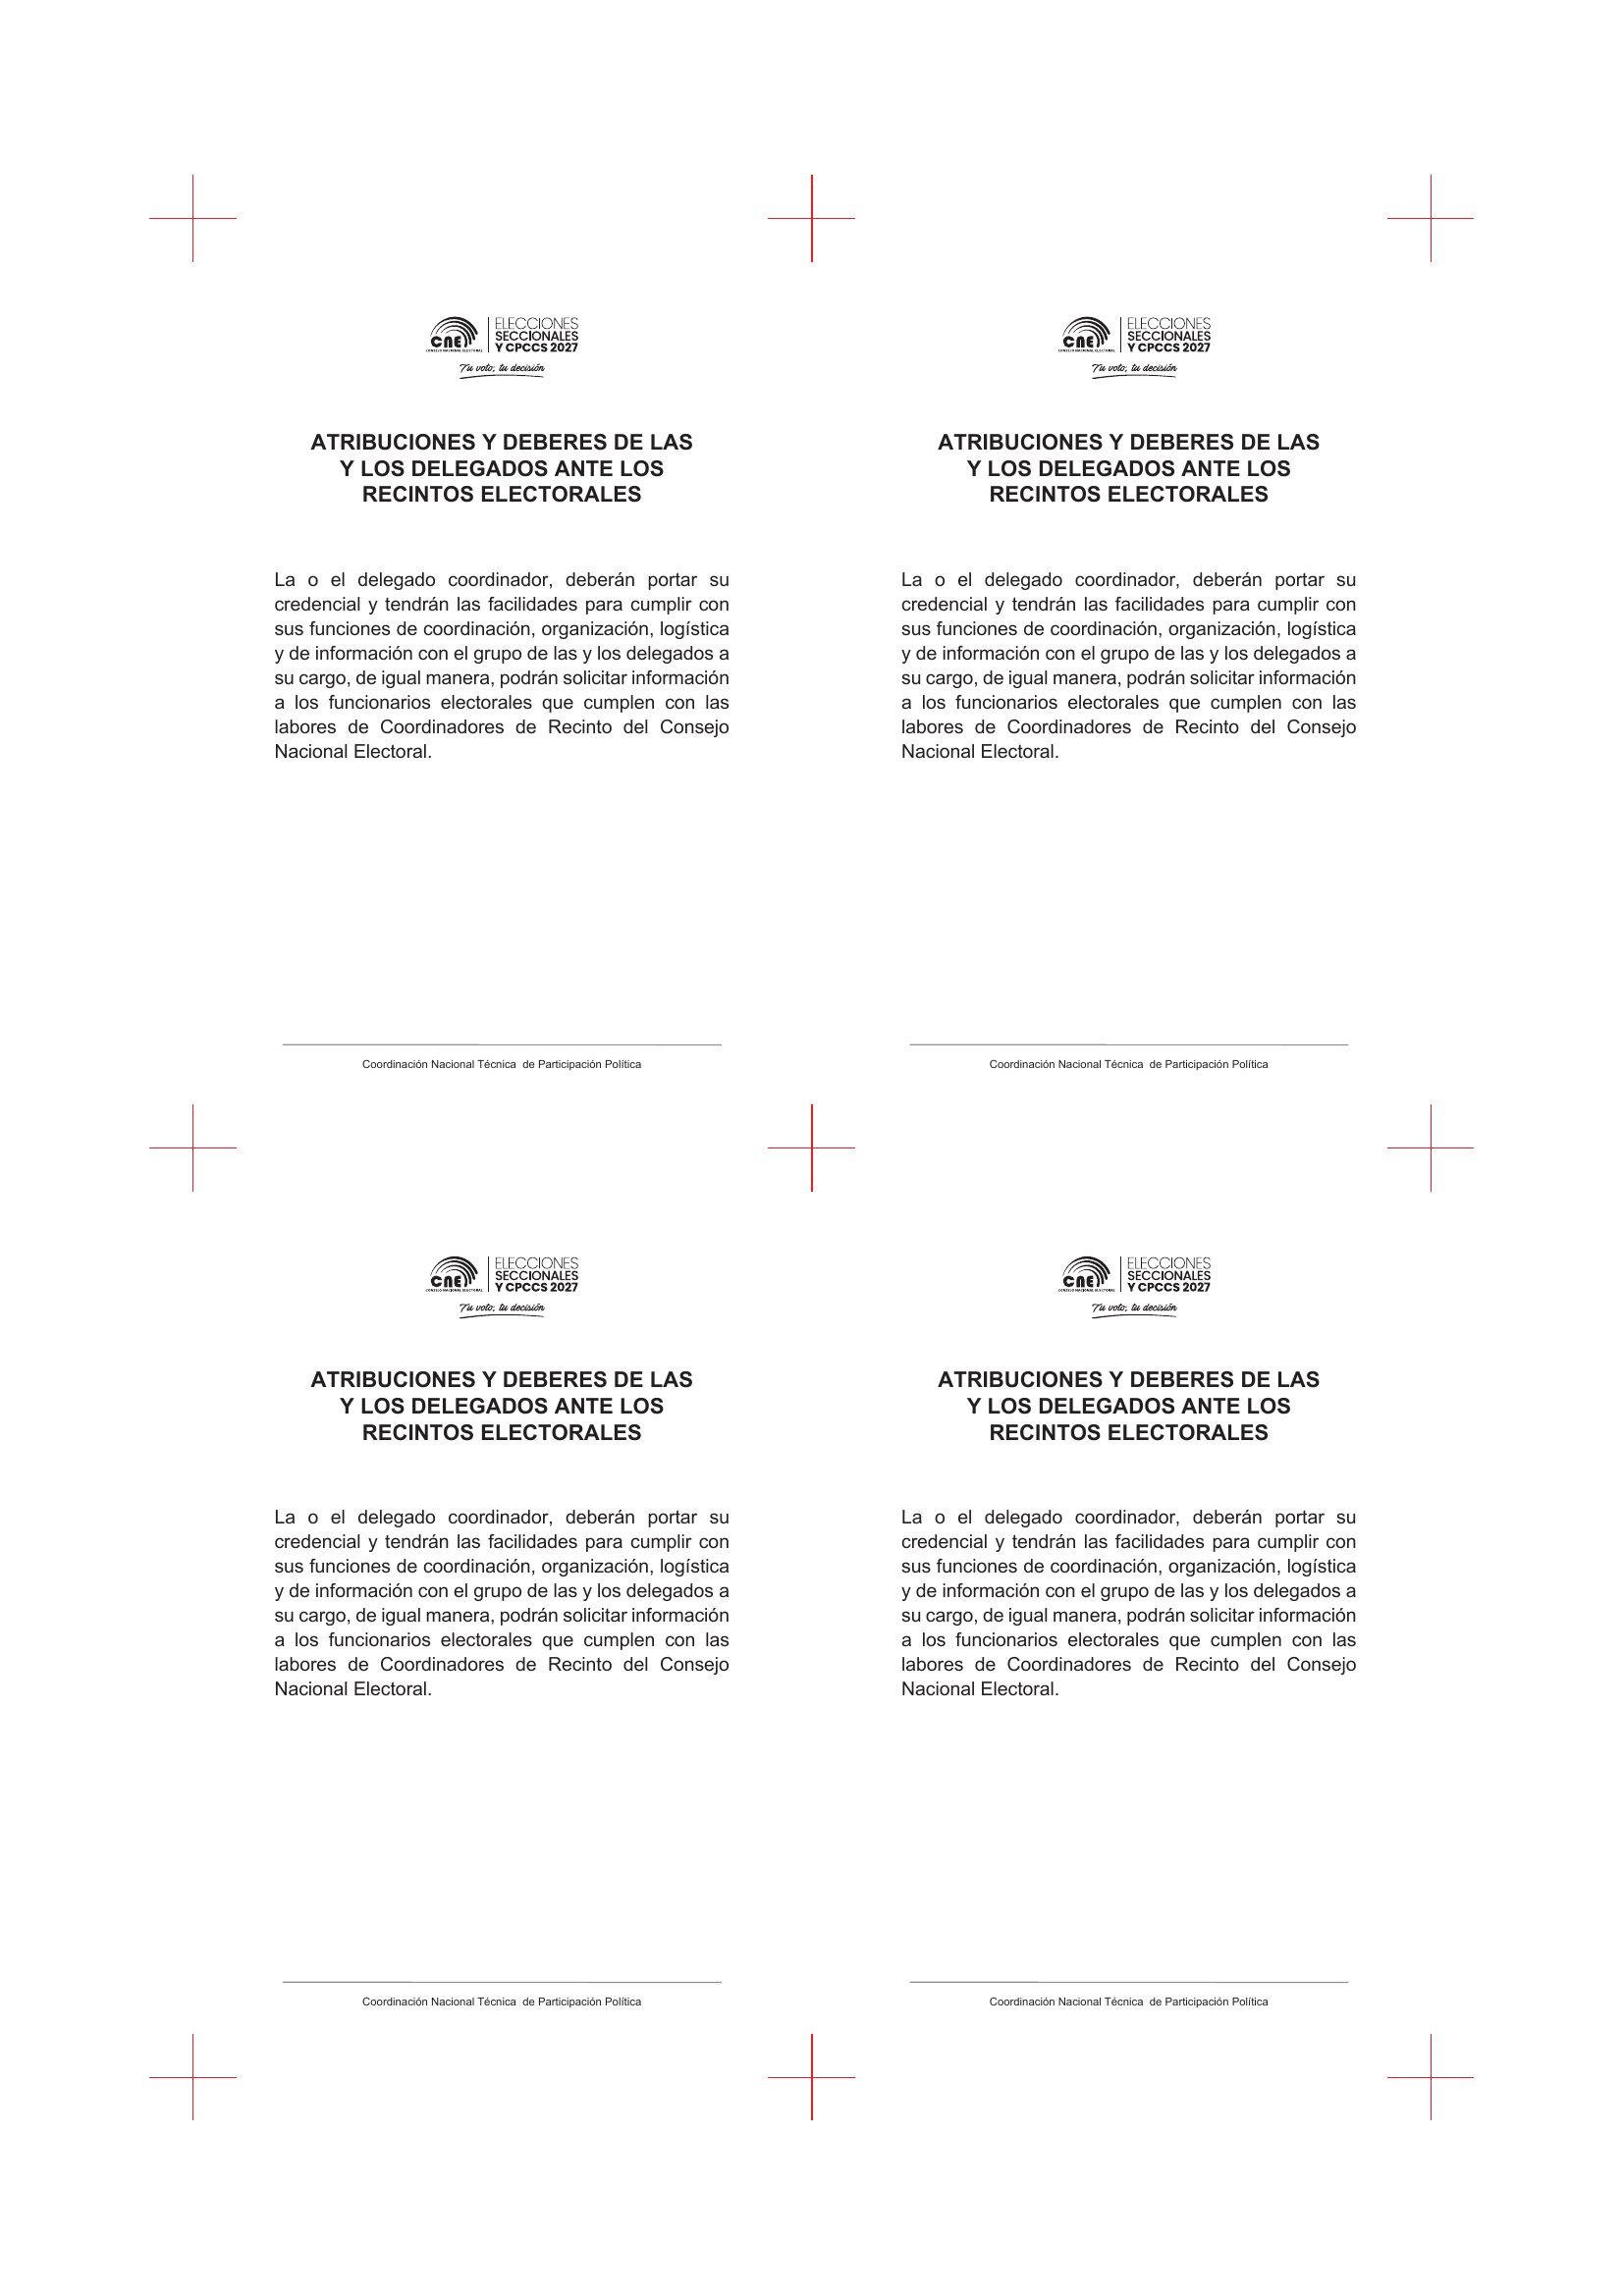 CNE
CONSEJO NACIONAL ELECTORAL
ELECCIONES
SECCIONALES
Y CPCCS 2027
Tu voto, tu decisión
ATRIBUCIONES Y DEBERES DE LAS
Y LOS DELEGADOS ANTE LOS
RECINTOS ELECTORALES
La o el delegado coordinador, deberán portar su
credencial y tendrán las facilidades para cumplir con
sus funciones de coordinación, organización, logística
y de información con el grupo de las y los delegados a
su cargo, de igual manera, podrán solicitar información
a los funcionarios electorales que cumplen con las
labores de Coordinadores de Recinto del Consejo
Nacional Electoral.
Coordinación Nacional Técnica  de Participación Política
CNE
CONSEJO NACIONAL ELECTORAL
ELECCIONES
SECCIONALES
Y CPCCS 2027
Tu voto, tu decisión
ATRIBUCIONES Y DEBERES DE LAS
Y LOS DELEGADOS ANTE LOS
RECINTOS ELECTORALES
La o el delegado coordinador, deberán portar su
credencial y tendrán las facilidades para cumplir con
sus funciones de coordinación, organización, logística
y de información con el grupo de las y los delegados a
su cargo, de igual manera, podrán solicitar información
a los funcionarios electorales que cumplen con las
labores de Coordinadores de Recinto del Consejo
Nacional Electoral.
Coordinación Nacional Técnica  de Participación Política
CNE
CONSEJO NACIONAL ELECTORAL
ELECCIONES
SECCIONALES
Y CPCCS 2027
Tu voto, tu decisión
ATRIBUCIONES Y DEBERES DE LAS
Y LOS DELEGADOS ANTE LOS
RECINTOS ELECTORALES
La o el delegado coordinador, deberán portar su
credencial y tendrán las facilidades para cumplir con
sus funciones de coordinación, organización, logística
y de información con el grupo de las y los delegados a
su cargo, de igual manera, podrán solicitar información
a los funcionarios electorales que cumplen con las
labores de Coordinadores de Recinto del Consejo
Nacional Electoral.
Coordinación Nacional Técnica  de Participación Política
CNE
CONSEJO NACIONAL ELECTORAL
ELECCIONES
SECCIONALES
Y CPCCS 2027
Tu voto, tu decisión
ATRIBUCIONES Y DEBERES DE LAS
Y LOS DELEGADOS ANTE LOS
RECINTOS ELECTORALES
La o el delegado coordinador, deberán portar su
credencial y tendrán las facilidades para cumplir con
sus funciones de coordinación, organización, logística
y de información con el grupo de las y los delegados a
su cargo, de igual manera, podrán solicitar información
a los funcionarios electorales que cumplen con las
labores de Coordinadores de Recinto del Consejo
Nacional Electoral.
Coordinación Nacional Técnica  de Participación Política